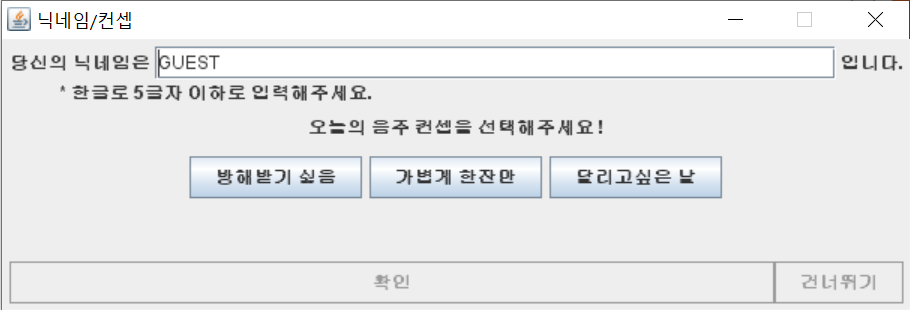 닉네임/컨셉
당신의 닉네임은 GUEST 입니다.
* 한글로 5글자 이하로 입력해주세요.
오늘의 음주 컨셉을 선택해주세요!
방해받기 싫음 가볍게 한잔만 달리고싶은 날
확인 건너뛰기